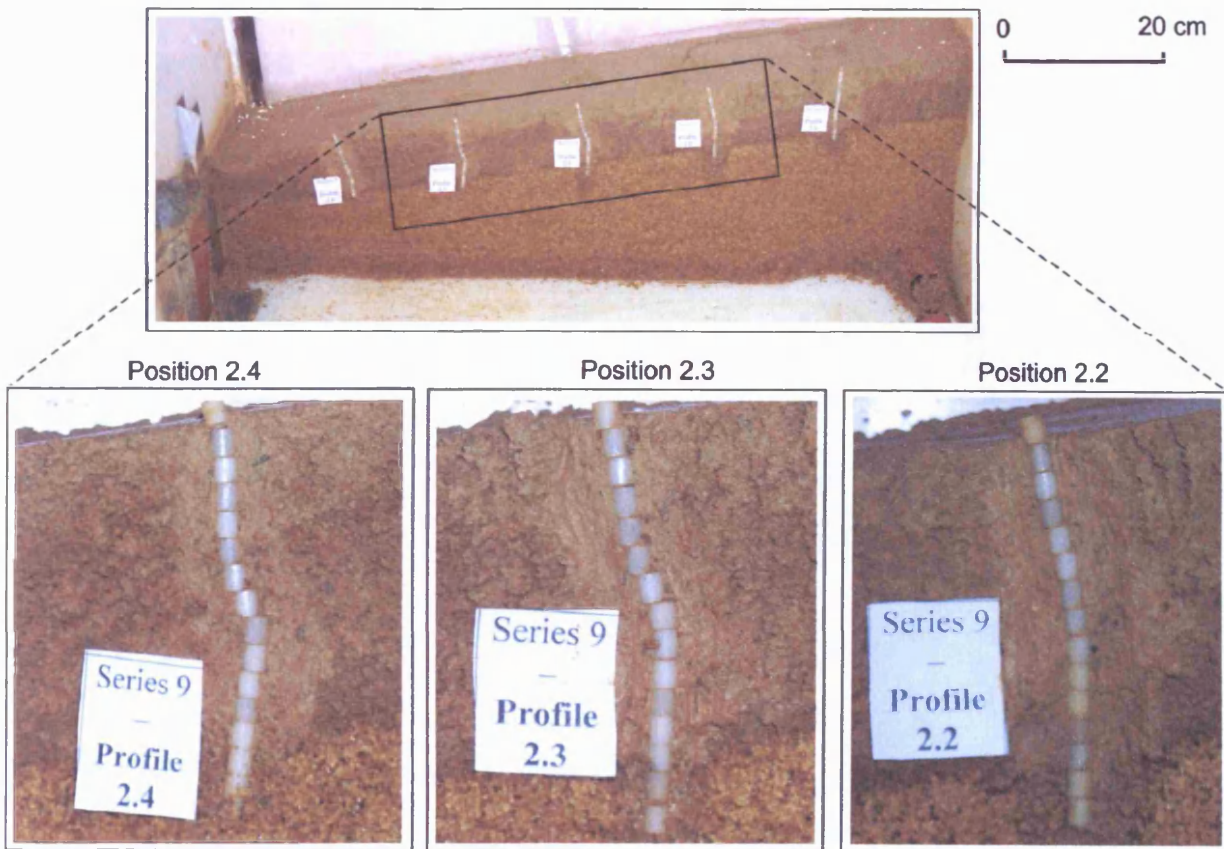 0 20 cm
Position 2.4
Position 2.3
Position 2.2
Series 9
–
Profile
2.4
Series 9
–
Profile
2.3
Series 9
–
Profile
2.2